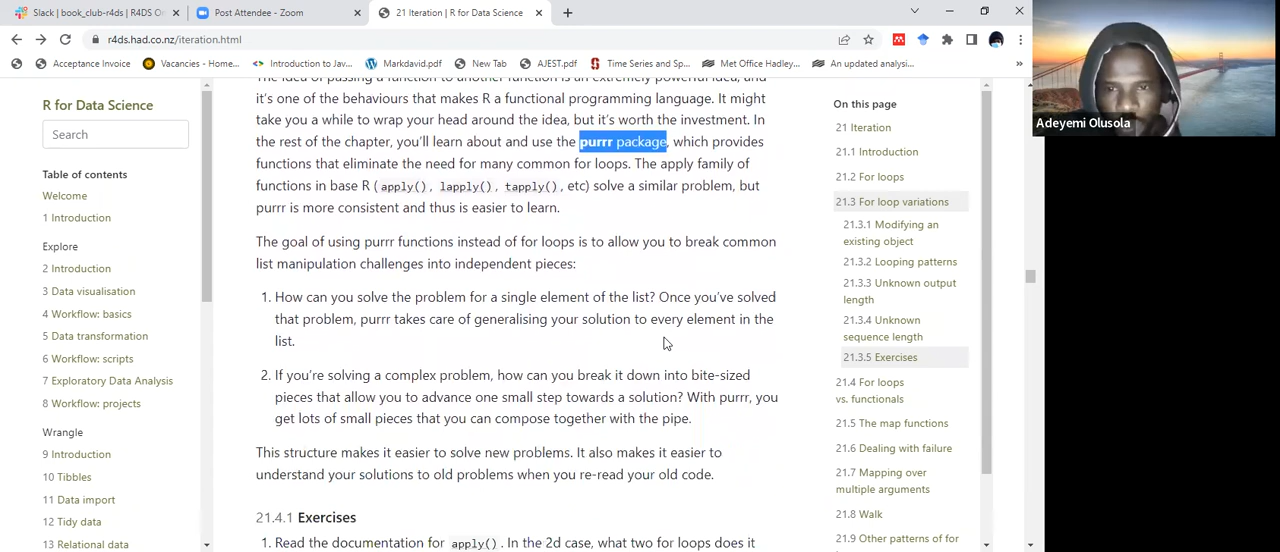 Slack | book_club-r4ds | R4DS O
Post Attendee - Zoom
21 Iteration | R for Data Science
r4ds.had.co.nz/iteration.html
Acceptance Invoice
Vacancies - Home...
Introduction to Jav...
Markdavid.pdf
New Tab
AJEST.pdf
Time Series and Sp...
Met Office Hadley...
An updated analysi...
»
Adeyemi Olusola
R for Data Science
Search
Table of contents
Welcome
1 Introduction
Explore
2 Introduction
3 Data visualisation
4 Workflow: basics
5 Data transformation
6 Workflow: scripts
7 Exploratory Data Analysis
8 Workflow: projects
Wrangle
9 Introduction
10 Tibbles
11 Data import
12 Tidy data
13 Relational data
The idea of passing a function to another function is an extremely powerful idea, and
it's one of the behaviours that makes R a functional programming language. It might
take you a while to wrap your head around the idea, but it's worth the investment. In
the rest of the chapter, you'll learn about and use the purrr package, which provides
functions that eliminate the need for many common for loops. The apply family of
functions in base R (apply(), lapply(), tapply(), etc) solve a similar problem, but
purrr is more consistent and thus is easier to learn.
The goal of using purrr functions instead of for loops is to allow you to break common
list manipulation challenges into independent pieces:
1. How can you solve the problem for a single element of the list? Once you've solved
that problem, purrr takes care of generalising your solution to every element in the
list.
2. If you're solving a complex problem, how can you break it down into bite-sized
pieces that allow you to advance one small step towards a solution? With purrr, you
get lots of small pieces that you can compose together with the pipe.
This structure makes it easier to solve new problems. It also makes it easier to
understand your solutions to old problems when you re-read your old code.
21.4.1 Exercises
1. Read the documentation for apply(). In the 2d case, what two for loops does it
On this page
21 Iteration
21.1 Introduction
21.2 For loops
21.3 For loop variations
21.3.1 Modifying an
existing object
21.3.2 Looping patterns
21.3.3 Unknown output
length
21.3.4 Unknown
sequence length
21.3.5 Exercises
21.4 For loops
vs. functionals
21.5 The map functions
21.6 Dealing with failure
21.7 Mapping over
multiple arguments
21.8 Walk
21.9 Other patterns of for